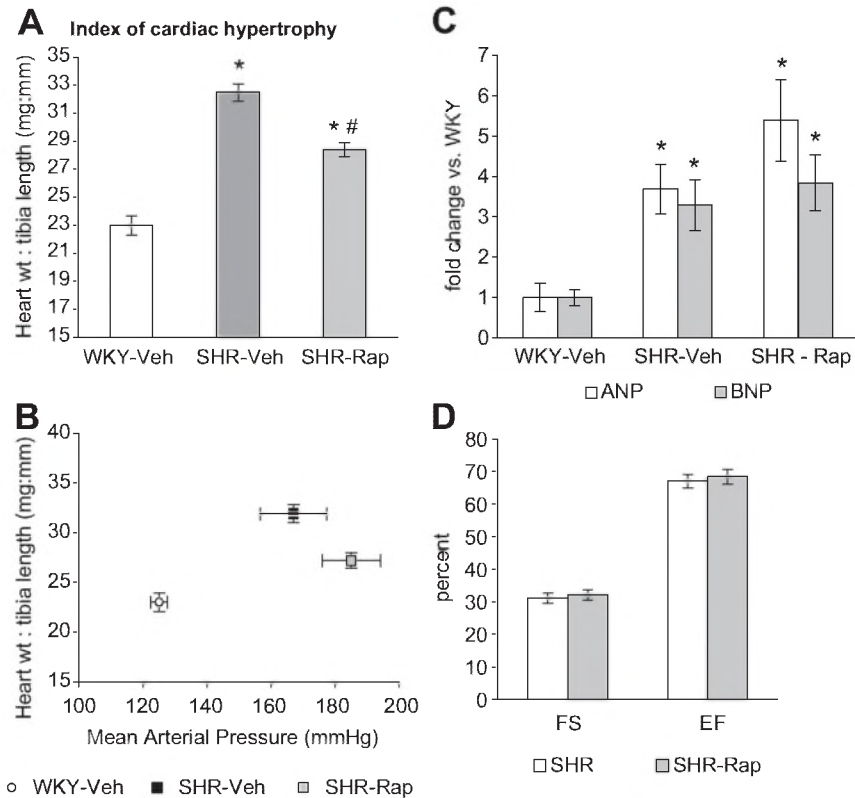 A Index of cardiac hypertrophy
Heart wt : tibia length (mg:mm)
35
33
31
29
27
25
23
21
19
17
15
*
* #
WKY-Veh SHR-Veh SHR-Rap
B
Heart wt : tibia length (mg:mm)
40
35
30
25
20
15
100 120 140 160 180 200
Mean Arterial Pressure (mmHg)
WKY-Veh SHR-Veh SHR-Rap
C
fold change vs. WKY
7
6
5
4
3
2
1
0
* * * *
WKY-Veh SHR-Veh SHR - Rap
ANP BNP
D
percent
80
70
60
50
40
30
20
10
0
FS EF
SHR SHR-Rap